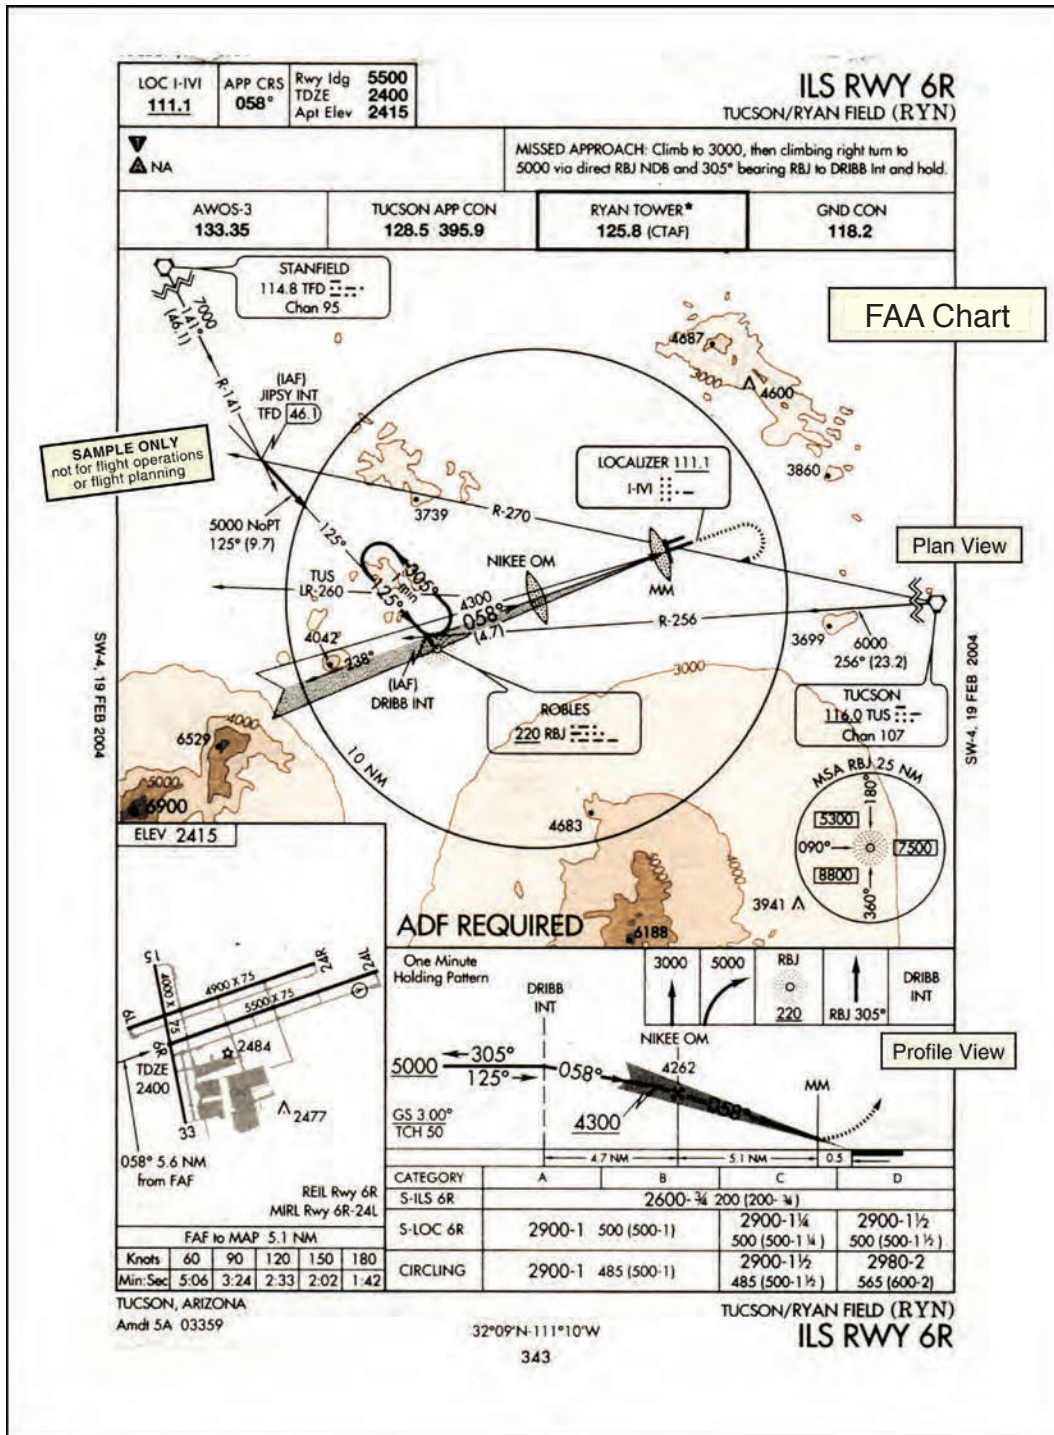 LOC I-IVI
111.1
APP CRS
058°
Rwy ldg 5500
TDZE 2400
Apt Elev 2415
ILS RWY 6R
TUCSON/RYAN FIELD (RYN)
T
A NA
MISSED APPROACH: Climb to 3000, then climbing right turn to
5000 via direct RBJ NDB and 305° bearing RBJ to DRIBB Int and hold.
AWOS-3
133.35
TUCSON APP CON
128.5 395.9
RYAN TOWER★
125.8 (CTAF)
GND CON
118.2
STANFIELD
114.8 TFD
Chan 95
FAA Chart
7000
141°
(46.1)
R-141
(IAF)
JIPSY INT
TFD 46.1
SAMPLE ONLY
not for flight operations
or flight planning
5000 NoPT
125° (9.7)
125°
3739
R-270
LOCALIZER 111.1
I-IVI
4687
3000
4600
3860
Plan View
NIKEE OM
MM
TUS
LR-260
305°
1 min
125°
4300
058°
(4.7)
R-256
3699
6000
256° (23.2)
4042
238°
(IAF)
DRIBB INT
ROBLES
220 RBJ
3000
TUCSON
116.0 TUS
Chan 107
SW-4, 19 FEB 2004
SW-4, 19 FEB 2004
10 NM
4000
6529
5000
6900
4683
4000
4000
6188
3941
MSA RBJ 25 NM
180°
5300
090°
7500
8800
360°
ELEV 2415
ADF REQUIRED
15
24R
24L
4900 X 75
4000 X 75
5500 X 75
6L
6R
A
TDZE
2400
2484
2477
33
058° 5.6 NM
from FAF
REIL Rwy 6R
MIRL Rwy 6R-24L
FAF to MAP 5.1 NM
Knots 60 90 120 150 180
Min:Sec 5:06 3:24 2:33 2:02 1:42
One Minute
Holding Pattern
DRIBB
INT
3000
5000
RBJ
220
RBJ 305°
DRIBB
INT
NIKEE OM
4262
Profile View
5000
305°
125°
058°
058°
MM
GS 3.00°
TCH 50
4300
4.7 NM
5.1 NM
0.5
CATEGORY A B C D
S-ILS 6R 2600-¾ 200 (200-¾)
S-LOC 6R 2900-1 500 (500-1) 2900-1¼ 500 (500-1¼) 2900-1½ 500 (500-1½)
CIRCLING 2900-1 485 (500-1) 2900-1½ 485 (500-1½) 2980-2 565 (600-2)
TUCSON, ARIZONA
Amdt 5A 03359
32°09'N-111°10'W
343
TUCSON/RYAN FIELD (RYN)
ILS RWY 6R